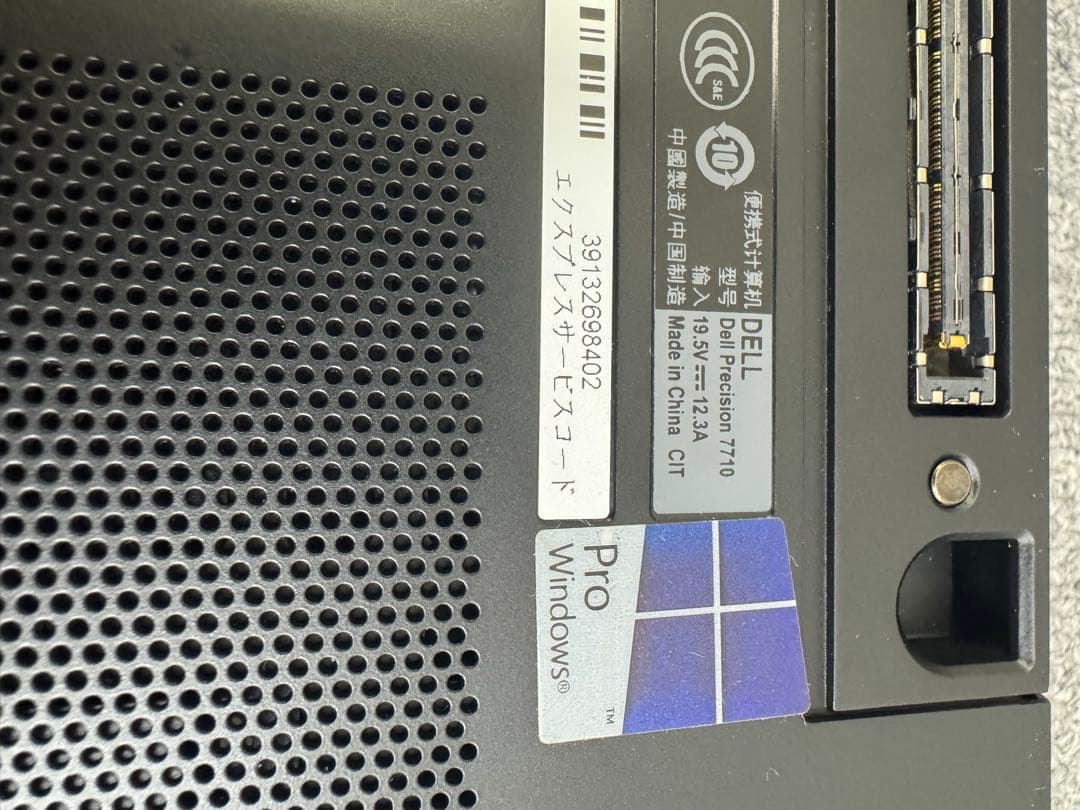 39132698402
エクスプレスサービスコード
S&E
10
便携式计算机 DELL
型号 Dell Precision 7710
输入 19.5V 12.3A
中國製造/中国制造 Made in China CIT
Windows®
Pro
TM